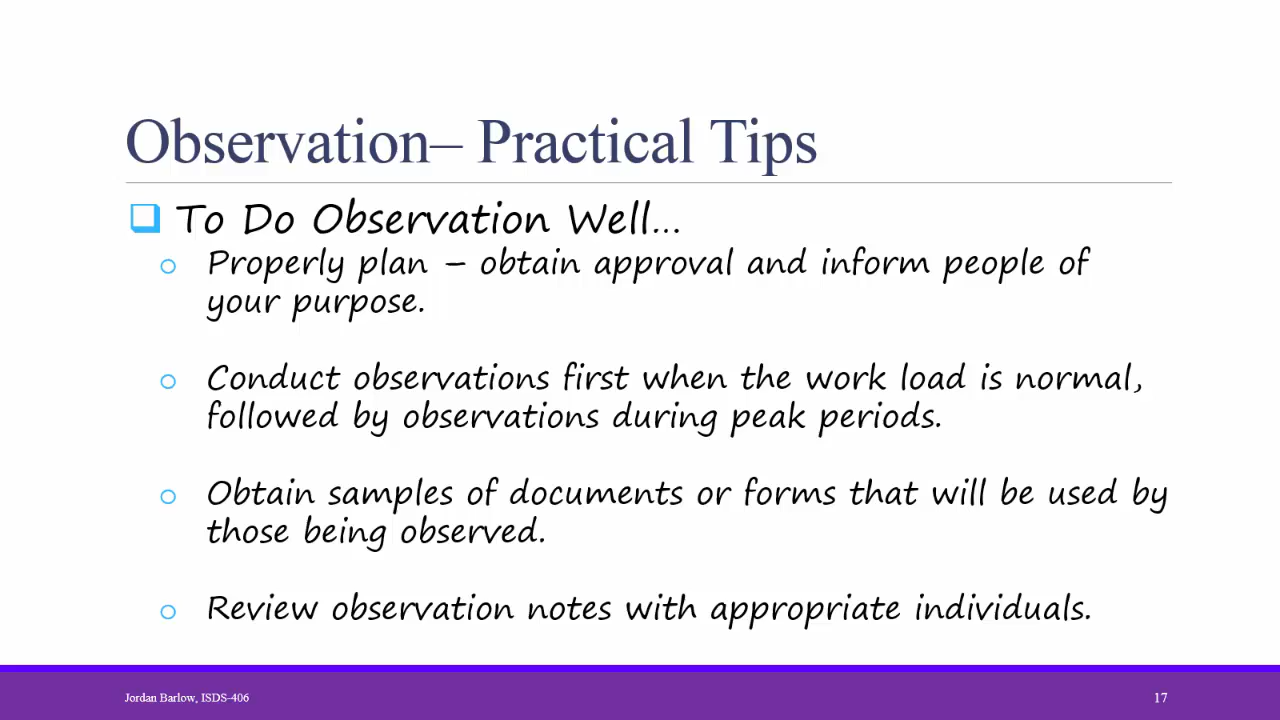 Observation– Practical Tips
To Do Observation Well…
Properly plan – obtain approval and inform people of
your purpose.
Conduct observations first when the work load is normal,
followed by observations during peak periods.
Obtain samples of documents or forms that will be used by
those being observed.
Review observation notes with appropriate individuals.
Jordan Barlow, ISDS-406
17